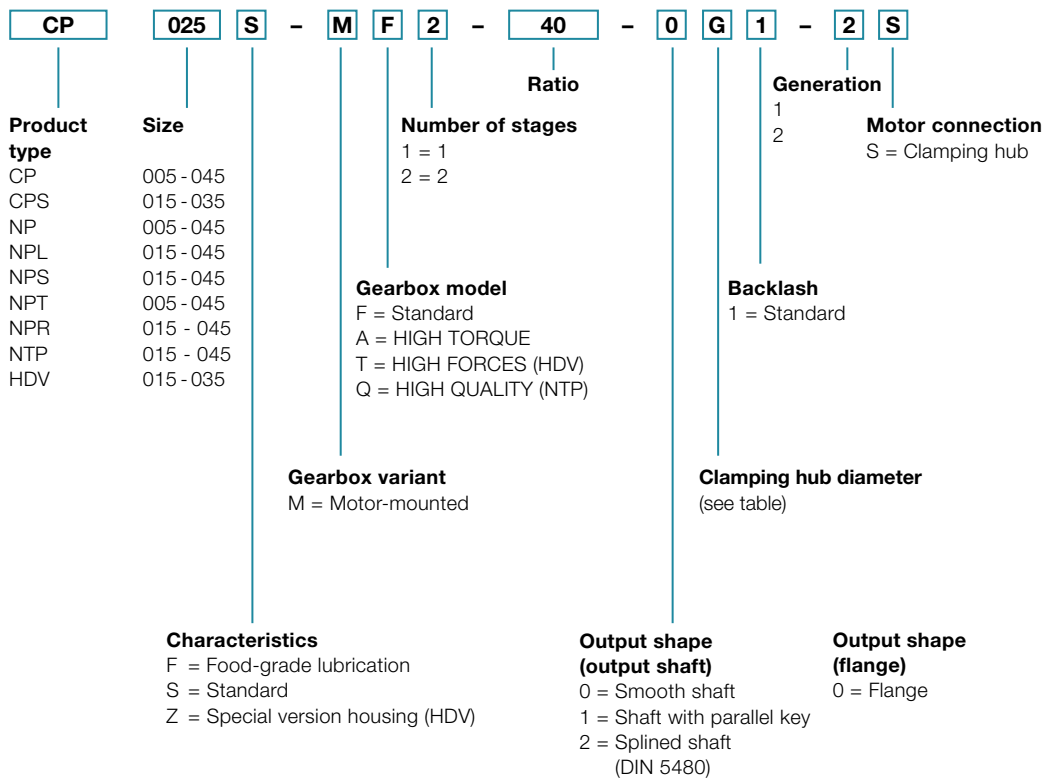 CP 025 S – M F 2 – 40 – 0 G 1 – 2 S
Ratio
Generation
1
2
Product
type
CP
CPS
NP
NPL
NPS
NPT
NPR
NTP
HDV
Size
005 - 045
015 - 035
005 - 045
015 - 045
015 - 045
005 - 045
015 - 045
015 - 045
015 - 035
Number of stages
1 = 1
2 = 2
Motor connection
S = Clamping hub
Gearbox model
F = Standard
A = HIGH TORQUE
T = HIGH FORCES (HDV)
Q = HIGH QUALITY (NTP)
Backlash
1 = Standard
Gearbox variant
M = Motor-mounted
Clamping hub diameter
(see table)
Characteristics
F = Food-grade lubrication
S = Standard
Z = Special version housing (HDV)
Output shape
(output shaft)
0 = Smooth shaft
1 = Shaft with parallel key
2 = Splined shaft
(DIN 5480)
Output shape
(flange)
0 = Flange